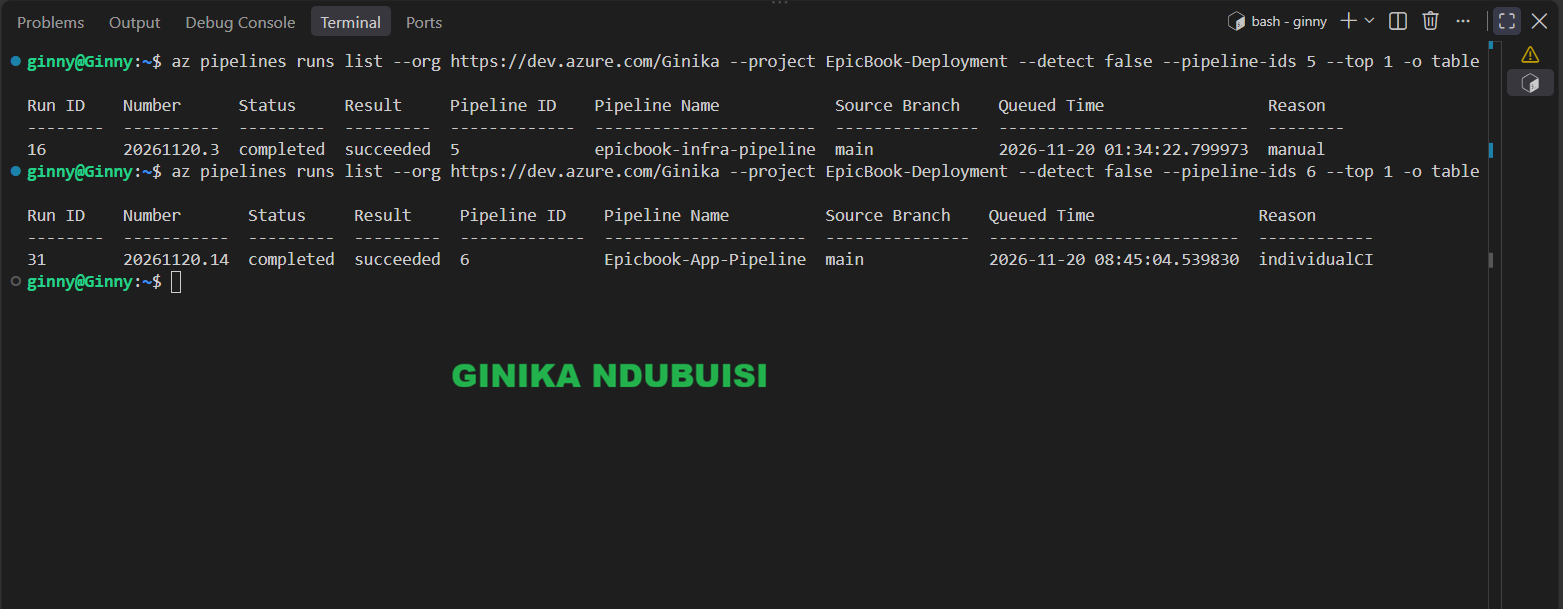 Problems Output Debug Console Terminal Ports bash - ginny
ginny@Ginny:~$ az pipelines runs list --org https://dev.azure.com/Ginika --project EpicBook-Deployment --detect false --pipeline-ids 5 --top 1 -o table
Run ID Number Status Result Pipeline ID Pipeline Name Source Branch Queued Time Reason
-------- ---------- --------- --------- ------------- ----------------------- --------------- -------------------------- --------
16 20261120.3 completed succeeded 5 epicbook-infra-pipeline main 2026-11-20 01:34:22.799973 manual
ginny@Ginny:~$ az pipelines runs list --org https://dev.azure.com/Ginika --project EpicBook-Deployment --detect false --pipeline-ids 6 --top 1 -o table
Run ID Number Status Result Pipeline ID Pipeline Name Source Branch Queued Time Reason
-------- ----------- --------- --------- ------------- --------------------- --------------- -------------------------- ------------
31 20261120.14 completed succeeded 6 Epicbook-App-Pipeline main 2026-11-20 08:45:04.539830 individualCI
ginny@Ginny:~$
GINIKA NDUBUISI